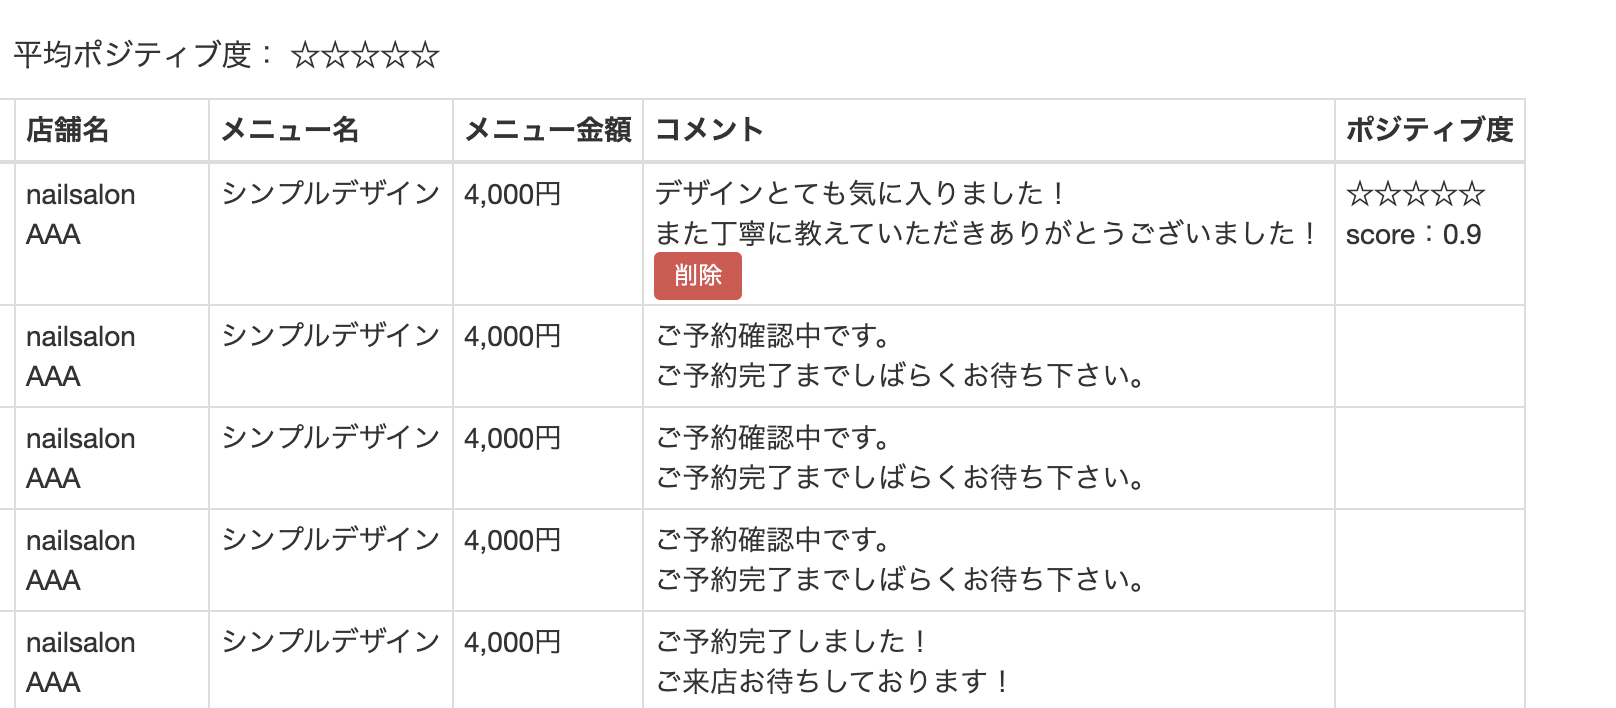 平均ポジティブ度： ☆☆☆☆☆
店舗名 メニュー名 メニュー金額 コメント ポジティブ度
nailsalon シンプルデザイン 4,000円 デザインとても気に入りました！ ☆☆☆☆☆
AAA また丁寧に教えていただきありがとうございました！ score：0.9
削除
nailsalon シンプルデザイン 4,000円 ご予約確認中です。
AAA ご予約完了までしばらくお待ち下さい。
nailsalon シンプルデザイン 4,000円 ご予約確認中です。
AAA ご予約完了までしばらくお待ち下さい。
nailsalon シンプルデザイン 4,000円 ご予約確認中です。
AAA ご予約完了までしばらくお待ち下さい。
nailsalon シンプルデザイン 4,000円 ご予約完了しました！
AAA ご来店お待ちしております！